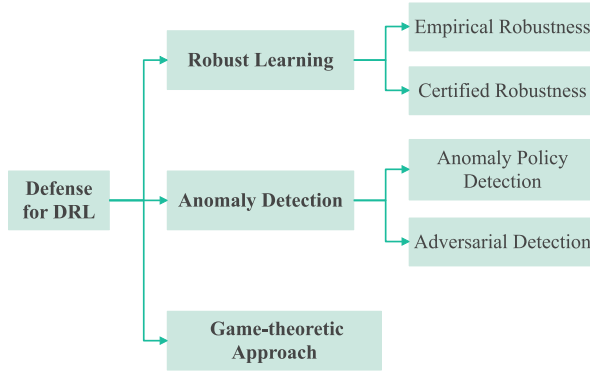 Defense
for DRL
Robust Learning
Empirical Robustness
Certified Robustness
Anomaly Detection
Anomaly Policy
Detection
Adversarial Detection
Game-theoretic
Approach